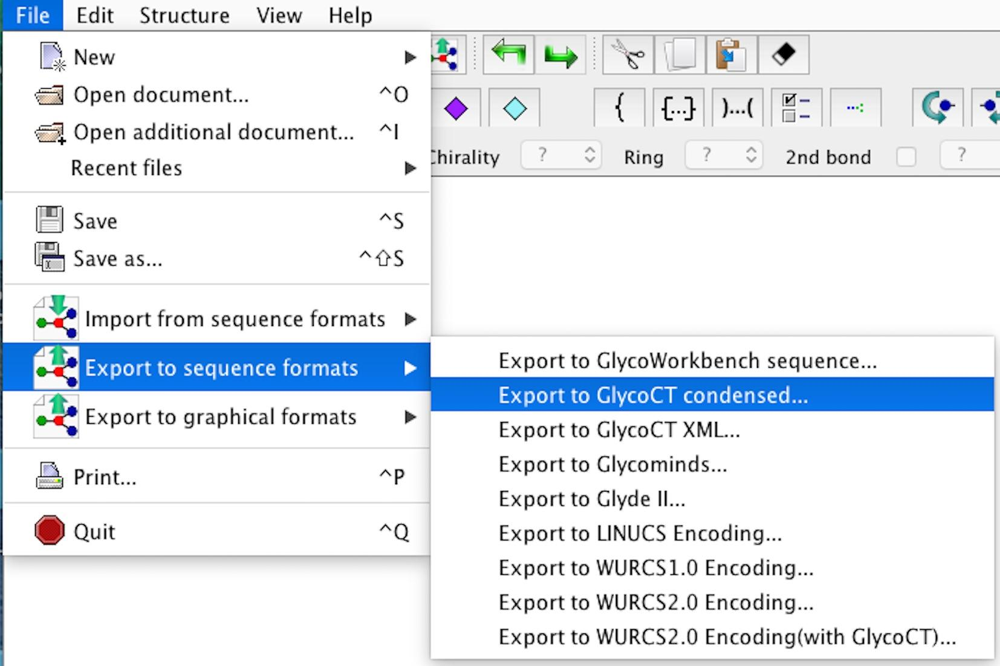 File Edit Structure View Help
New
Open document... ^O
Open additional document... ^I
Recent files
Save ^S
Save as... ^⇧S
Import from sequence formats
Export to sequence formats
Export to graphical formats
Print... ^P
Quit ^Q
{ {...} )...(
Chirality ? Ring ? 2nd bond ?
Export to GlycoWorkbench sequence...
Export to GlycoCT condensed...
Export to GlycoCT XML...
Export to Glycominds...
Export to Glyde II...
Export to LINUCS Encoding...
Export to WURCS1.0 Encoding...
Export to WURCS2.0 Encoding...
Export to WURCS2.0 Encoding(with GlycoCT)...